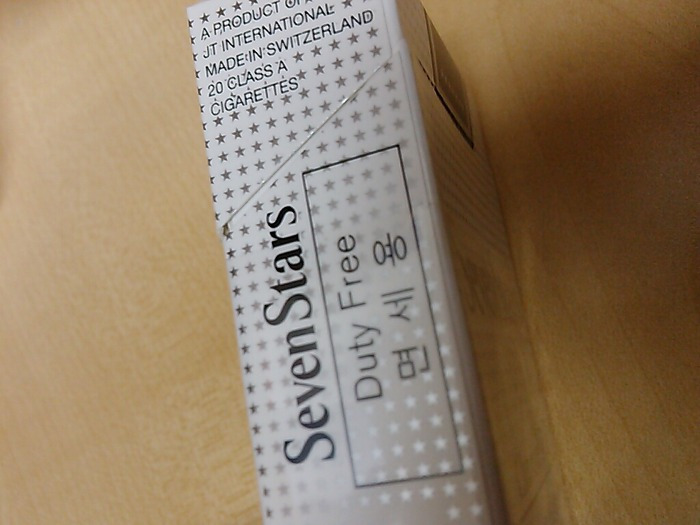 A PRODUCT OF
JT INTERNATIONAL
MADE IN SWITZERLAND
20 CLASS A
CIGARETTES
SevenStars
Duty Free
면 세 용